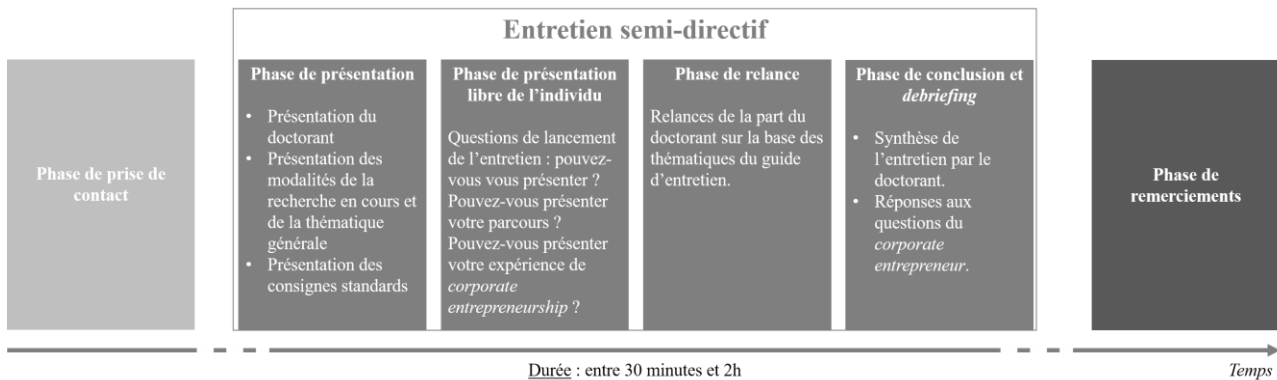 Entretien semi-directif
Phase de prise de
contact
Phase de présentation
• Présentation du
doctorant
• Présentation des
modalités de la
recherche en cours et
de la thématique
générale
• Présentation des
consignes standards
Phase de présentation
libre de l’individu
Questions de lancement
de l’entretien : pouvez-
vous vous présenter ?
Pouvez-vous présenter
votre parcours ?
Pouvez-vous présenter
votre expérience de
corporate
entrepreneurship ?
Phase de relance
Relances de la part du
doctorant sur la base des
thématiques du guide
d’entretien.
Phase de conclusion et
debriefing
• Synthèse de
l’entretien par le
doctorant.
• Réponses aux
questions du
corporate
entrepreneur.
Phase de
remerciements
Durée : entre 30 minutes et 2h
Temps